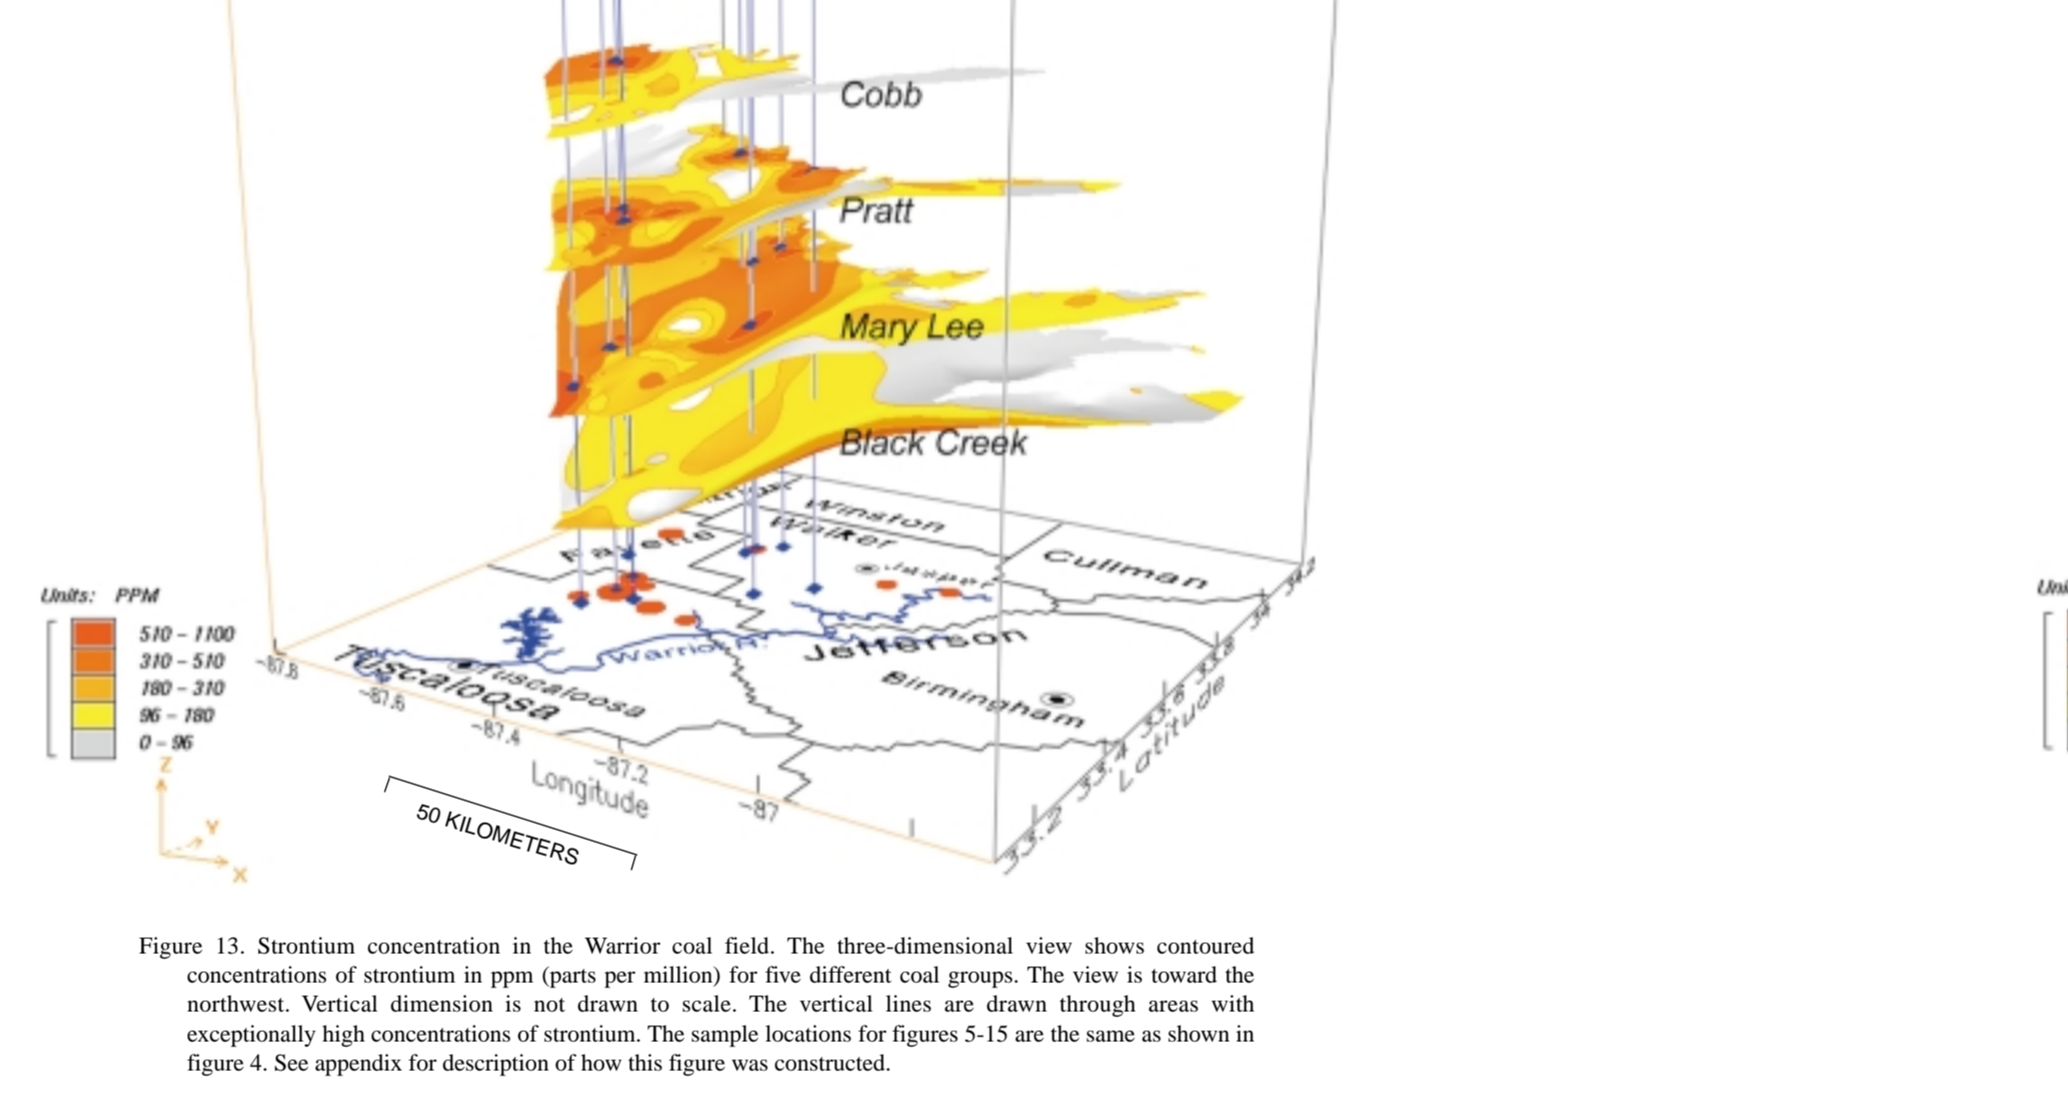 Cobb
Pratt
Mary Lee
Black Creek
Winston
Walker
Fayette
Cullman
Jasper
Units: PPM
510 - 1100
310 - 510
180 - 310
96 - 180
0 - 96
Jefferson
Warrior R.
Tuscaloosa
Tuscaloosa
Birmingham
-87.8
-87.6
-87.4
-87.2
-87
Longitude
34.2
34
33.8
33.6
33.4
33.2
Latitude
50 KILOMETERS
Z
Y
X
Uni
Figure 13. Strontium concentration in the Warrior coal field. The three-dimensional view shows contoured
concentrations of strontium in ppm (parts per million) for five different coal groups. The view is toward the
northwest. Vertical dimension is not drawn to scale. The vertical lines are drawn through areas with
exceptionally high concentrations of strontium. The sample locations for figures 5-15 are the same as shown in
figure 4. See appendix for description of how this figure was constructed.